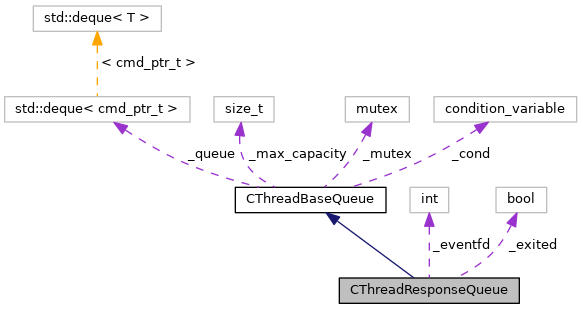 std::deque< T >
< cmd_ptr_t >
std::deque< cmd_ptr_t >
size_t
mutex
condition_variable
_queue
_max_capacity
_mutex
_cond
CThreadBaseQueue
int
bool
_eventfd
_exited
CThreadResponseQueue